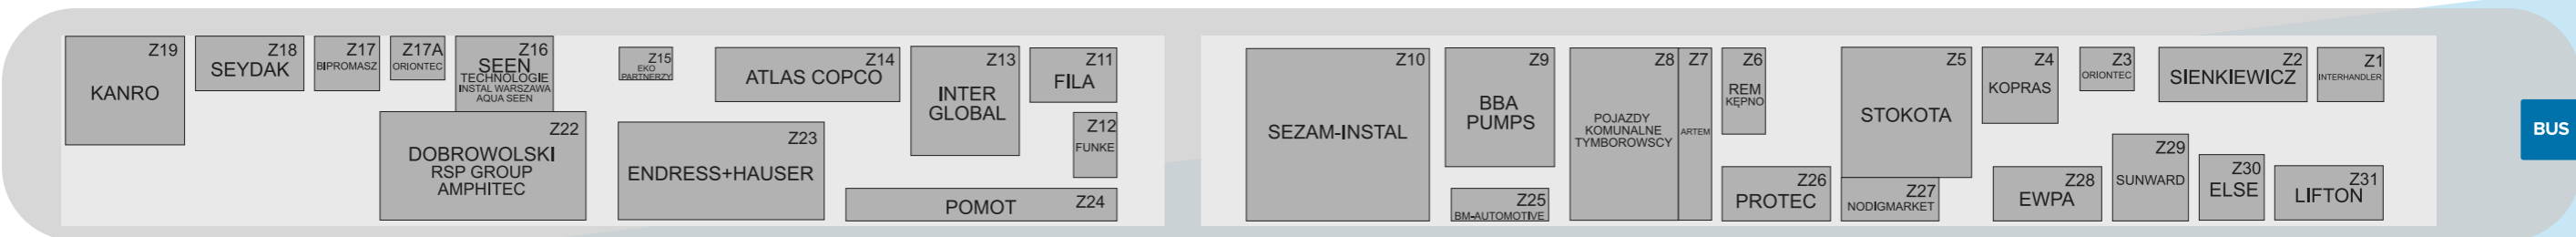 Z19
KANRO
Z18
SEYDAK
Z17
BIPROMASZ
Z17A
ORIONTEC
Z16
SEEN
TECHNOLOGIE
INSTAL WARSZAWA
AQUA SEEN
Z15
EKO
PARTNERZY
Z14
ATLAS COPCO
Z13
INTER
GLOBAL
Z11
FILA
Z12
FUNKE
Z22
DOBROWOLSKI
RSP GROUP
AMPHITEC
Z23
ENDRESS+HAUSER
Z24
POMOT
Z10
SEZAM-INSTAL
Z9
BBA
PUMPS
Z8
POJAZDY
KOMUNALNE
TYMBOROWSCY
Z7
ARTEM
Z6
REM
KĘPNO
Z5
STOKOTA
Z4
KOPRAS
Z3
ORIONTEC
Z2
SIENKIEWICZ
Z1
INTERHANDLER
Z25
BM-AUTOMOTIVE
Z26
PROTEC
Z27
NODIGMARKET
Z28
EWPA
Z29
SUNWARD
Z30
ELSE
Z31
LIFTON
BUS